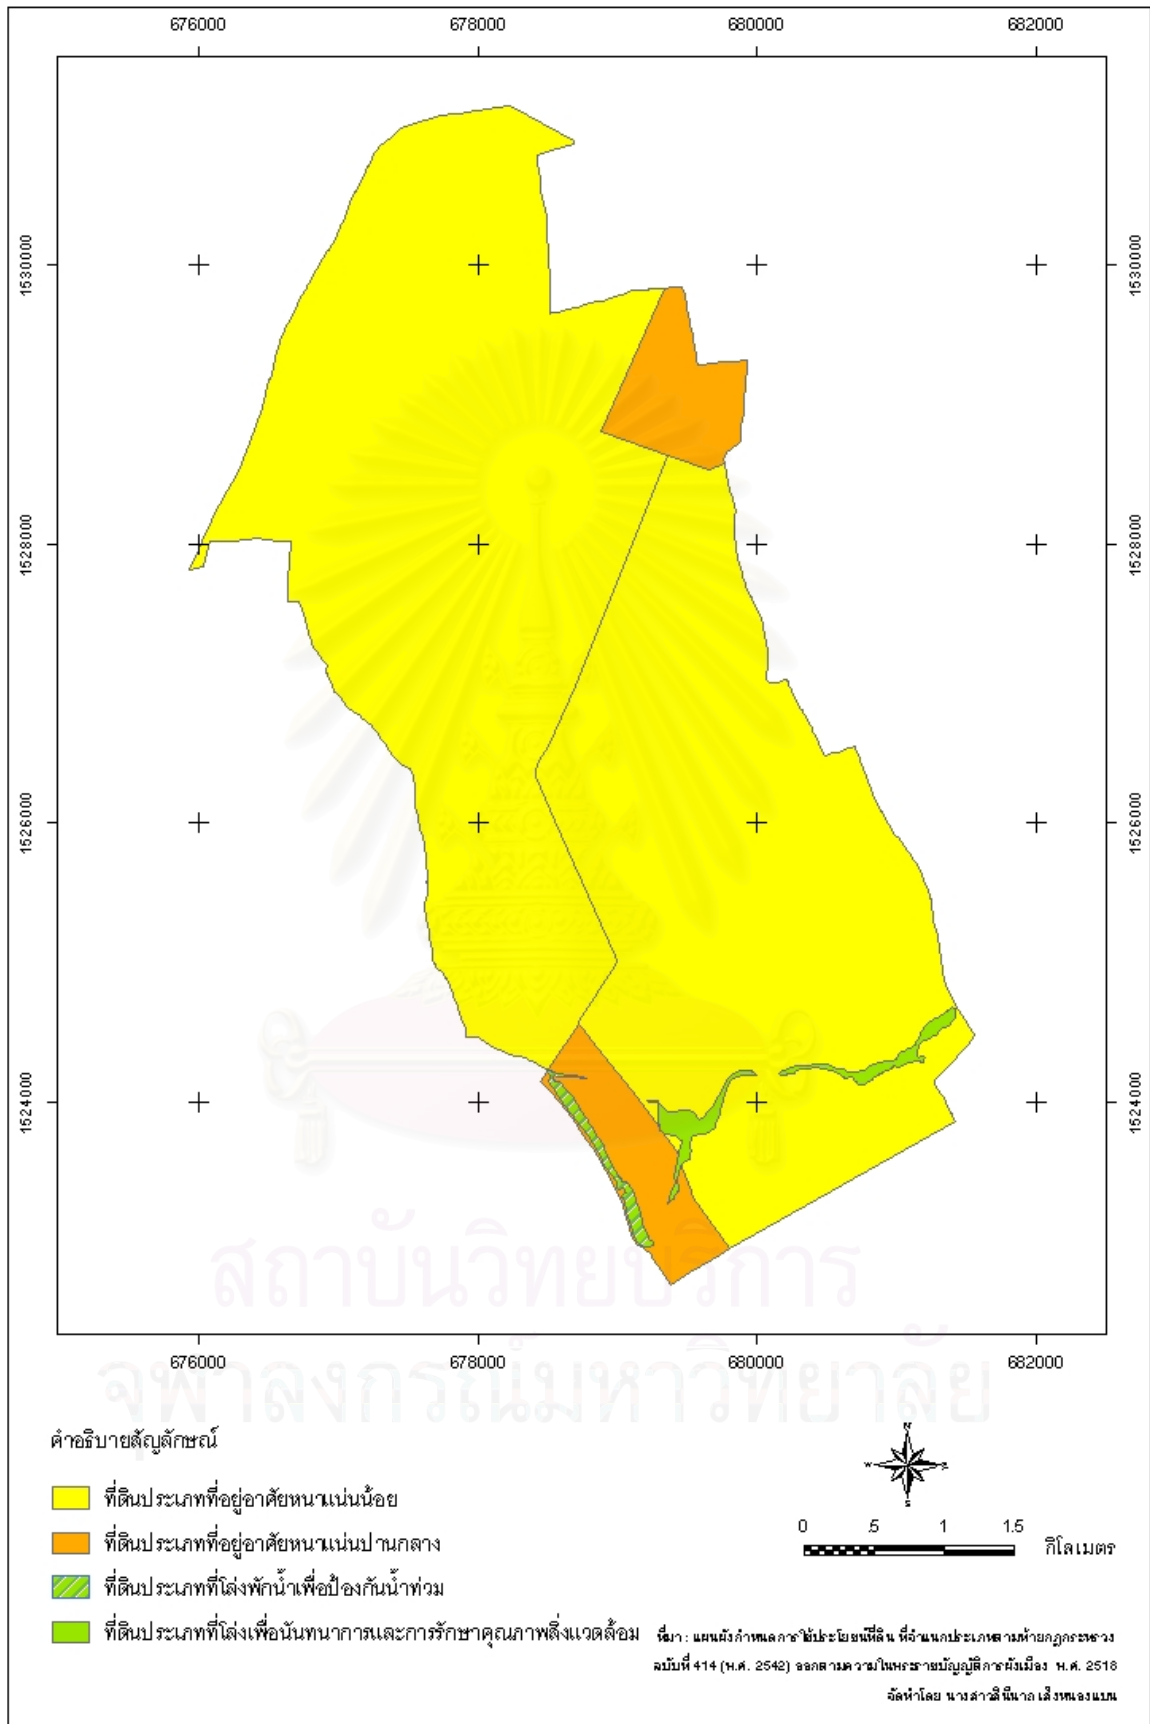 676000 678000 680000 682000
1530000 1530000
1528000 1528000
1526000 1526000
1524000 1524000
สถาบันวิทยบริการ
676000 678000 680000 682000
จุฬาลงกรณ์มหาวิทยาลัย
คำอธิบายสัญลักษณ์
N
W E
S
ที่ดินประเภทที่อยู่อาศัยหนาแน่นน้อย
ที่ดินประเภทที่อยู่อาศัยหนาแน่นปานกลาง
0 .5 1 1.5 กิโลเมตร
ที่ดินประเภทที่โล่งพักน้ำเพื่อป้องกันน้ำท่วม
ที่ดินประเภทที่โล่งเพื่อนันทนาการและการรักษาคุณภาพสิ่งแวดล้อม
ที่มา : แผนผังกำหนดการใช้ประโยชน์ที่ดิน ที่จำแนกประเภทตามท้ายกฎกระทรวง
ฉบับที่ 414 (พ.ศ. 2542) ออกตามความในพระราชบัญญัติการผังเมือง พ.ศ. 2518
จัดทำโดย นางสาวสินีนาถ เส็งหนองแบน